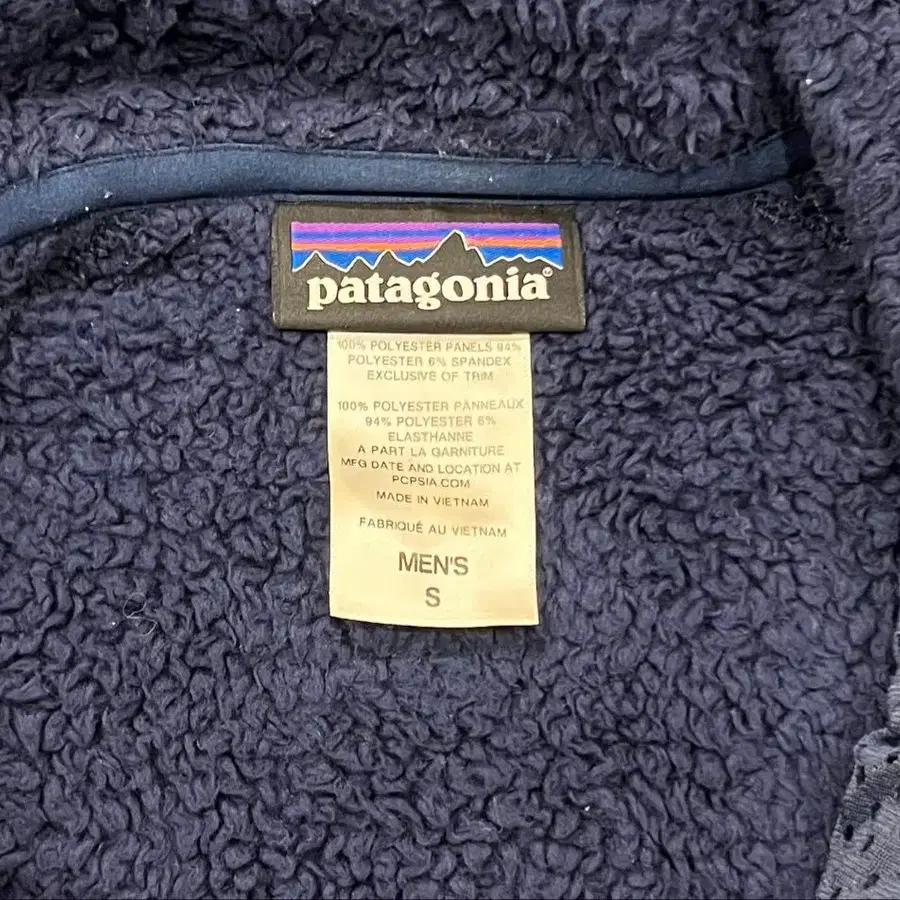 patagonia
100% POLYESTER PANELS 94%
POLYESTER 6% SPANDEX
EXCLUSIVE OF TRIM
100% POLYESTER PANNEAUX
94% POLYESTER 6%
ELASTHANNE
A PART LA GARNITURE
MFG DATE AND LOCATION AT
PCPSIA.COM
MADE IN VIETNAM
FABRIQUÉ AU VIETNAM
MEN'S
S